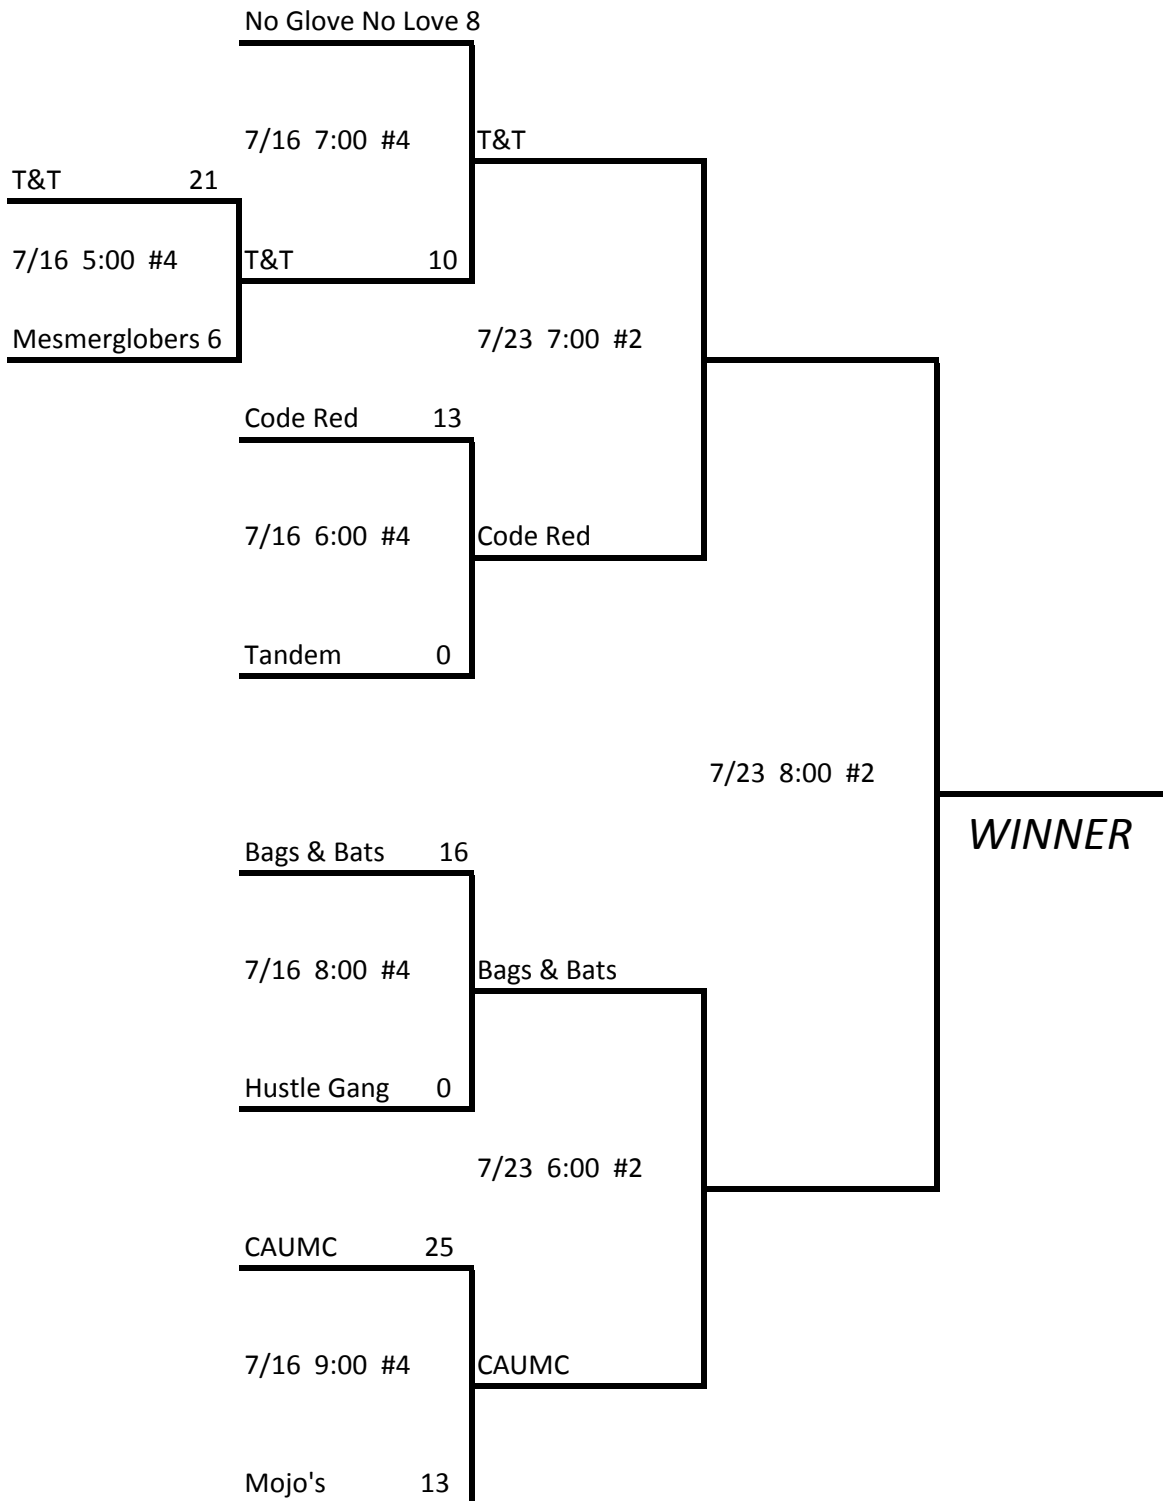 No Glove No Love 8
7/16 7:00 #4
T&T
T&T 21
7/16 5:00 #4
T&T 10
Mesmerglobers 6
7/23 7:00 #2
Code Red 13
7/16 6:00 #4
Code Red
Tandem 0
7/23 8:00 #2
WINNER
Bags & Bats 16
7/16 8:00 #4
Bags & Bats
Hustle Gang 0
7/23 6:00 #2
CAUMC 25
7/16 9:00 #4
CAUMC
Mojo's 13